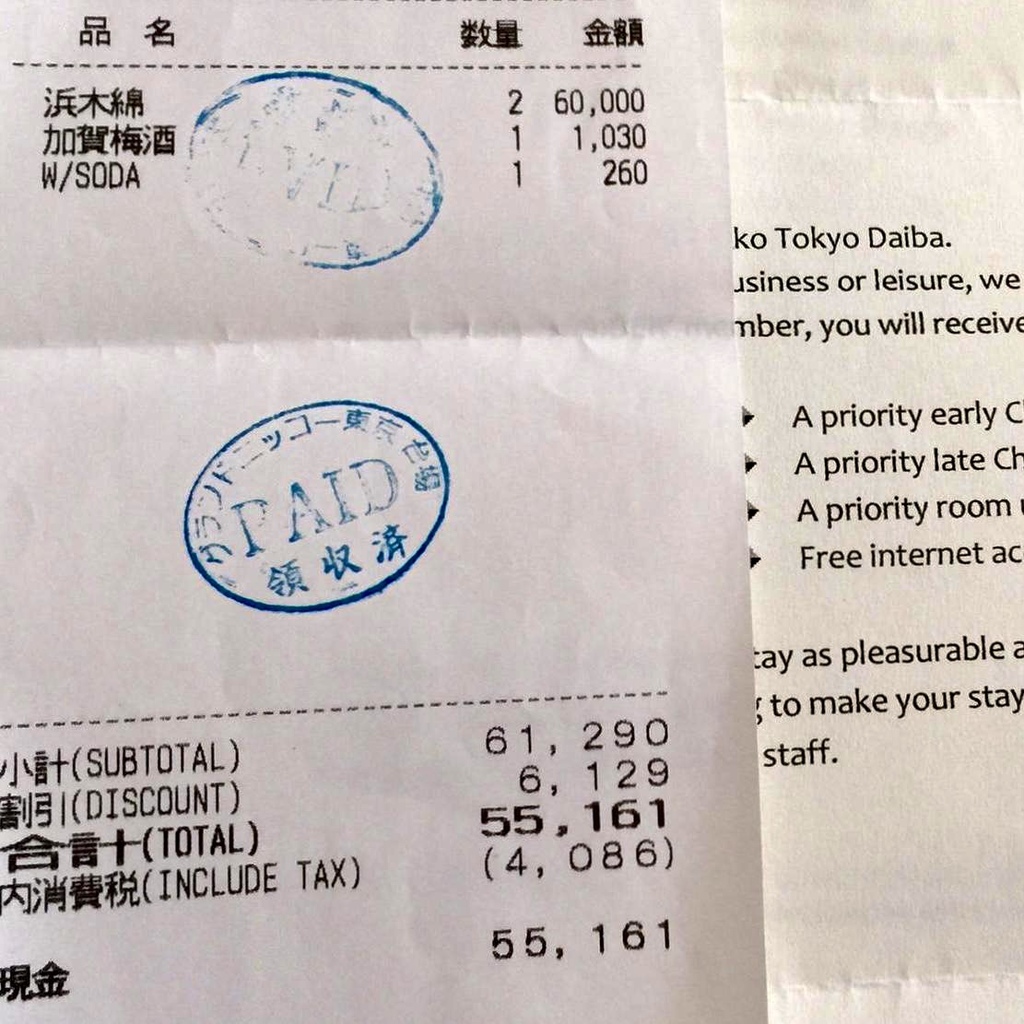 品 名 数量 金額
浜木綿 2 60,000
加賀梅酒 1 1,030
W/SODA 1 260
グランドニッコー東京 台場
PAID
領収済
小計(SUBTOTAL) 61,290
割引(DISCOUNT) 6,129
合計(TOTAL) 55,161
内消費税(INCLUDE TAX) (4,086)
55,161
現金
ko Tokyo Daiba.
usiness or leisure, we
mber, you will receive
A priority early C
A priority late Ch
A priority room
Free internet ac
tay as pleasurable a
g to make your stay
staff.